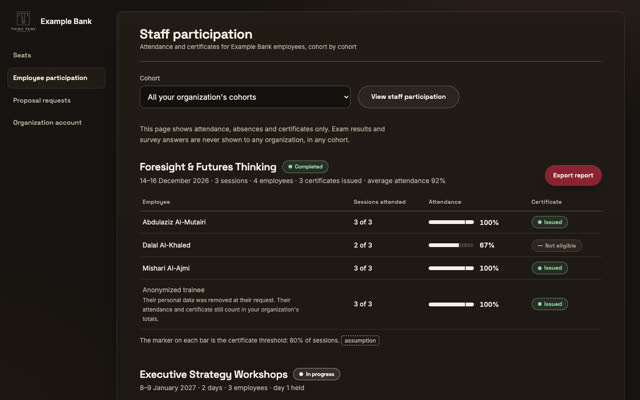 THINK FENS
Example Bank
Seats
Employee participation
Proposal requests
Organization account
Staff participation
Attendance and certificates for Example Bank employees, cohort by cohort
Cohort
All your organization's cohorts
View staff participation
This page shows attendance, absences and certificates only. Exam results and
survey answers are never shown to any organization, in any cohort.
Foresight & Futures Thinking
Completed
14–16 December 2026 · 3 sessions · 4 employees · 3 certificates issued · average attendance 92%
Export report
Employee Sessions attended Attendance Certificate
Abdulaziz Al-Mutairi 3 of 3 100% Issued
Dalal Al-Khaled 2 of 3 67% — Not eligible
Mishari Al-Ajmi 3 of 3 100% Issued
Anonymized trainee
Their personal data was removed at their request. Their
attendance and certificate still count in your organization's
totals.
3 of 3 100% Issued
The marker on each bar is the certificate threshold: 80% of sessions. assumption
Executive Strategy Workshops
In progress
8–9 January 2027 · 2 days · 3 employees · day 1 held